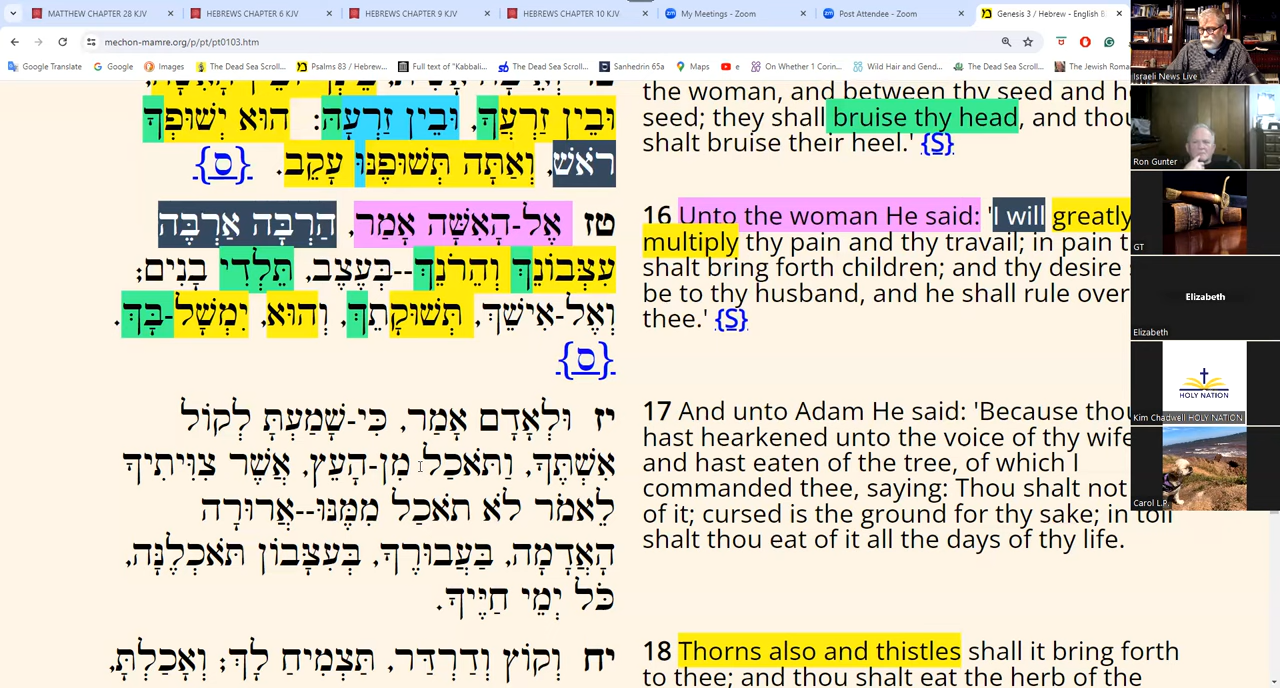 MATTHEW CHAPTER 28 KJV
HEBREWS CHAPTER 6 KJV
HEBREWS CHAPTER 9 KJV
HEBREWS CHAPTER 10 KJV
My Meetings - Zoom
Post Attendee - Zoom
Genesis 3 / Hebrew - English B
mechon-mamre.org/p/pt/pt0103.htm
Google Translate
Google
Images
The Dead Sea Scroll...
Psalms 83 / Hebrew...
Full text of "Kabbali...
The Dead Sea Scrol...
Sanhedrin 65a
Maps
e
On Whether 1 Corin...
Wild Hair and Gend...
The Dead Sea Scrol...
The Jewish Roma
וּבֵין זַרְעֲךָ, וּבֵין זַרְעָהּ: הוּא יְשׁוּפְךָ
רֹאשׁ, וְאַתָּה תְּשׁוּפֶנּוּ עָקֵב. {ס}
טז אֶל-הָאִשָּׁה אָמַר, הַרְבָּה אַרְבֶּה
עִצְּבוֹנֵךְ וְהֵרֹנֵךְ--בְּעֶצֶב, תֵּלְדִי בָנִים;
וְאֶל-אִישֵׁךְ, תְּשׁוּקָתֵךְ, וְהוּא, יִמְשָׁל-בָּךְ.
{ס}
יז וּלְאָדָם אָמַר, כִּי-שָׁמַעְתָּ לְקוֹל
אִשְׁתֶּךָ, וַתֹּאכַל מִן-הָעֵץ, אֲשֶׁר צִוִּיתִיךָ
לֵאמֹר לֹא תֹאכַל מִמֶּנּוּ--אֲרוּרָה
הָאֲדָמָה, בַּעֲבוּרֶךָ, בְּעִצָּבוֹן תֹּאכְלֶנָּה,
כֹּל יְמֵי חַיֶּיךָ.
יח וְקוֹץ וְדַרְדַּר, תַּצְמִיחַ לָךְ; וְאָכַלְתָּ,
the woman, and between thy seed and he
seed; they shall bruise thy head, and thou
shalt bruise their heel.' {S}
16 Unto the woman He said: 'I will greatly
multiply thy pain and thy travail; in pain t
shalt bring forth children; and thy desire s
be to thy husband, and he shall rule over
thee.' {S}
17 And unto Adam He said: 'Because thou
hast hearkened unto the voice of thy wife
and hast eaten of the tree, of which I
commanded thee, saying: Thou shalt not
of it; cursed is the ground for thy sake; in toil
shalt thou eat of it all the days of thy life.
18 Thorns also and thistles shall it bring forth
to thee; and thou shalt eat the herb of the
Israeli News Live
Ron Gunter
GT
Elizabeth
Elizabeth
HOLY NATION
Kim Chadwell HOLY NATION
Carol L.P.